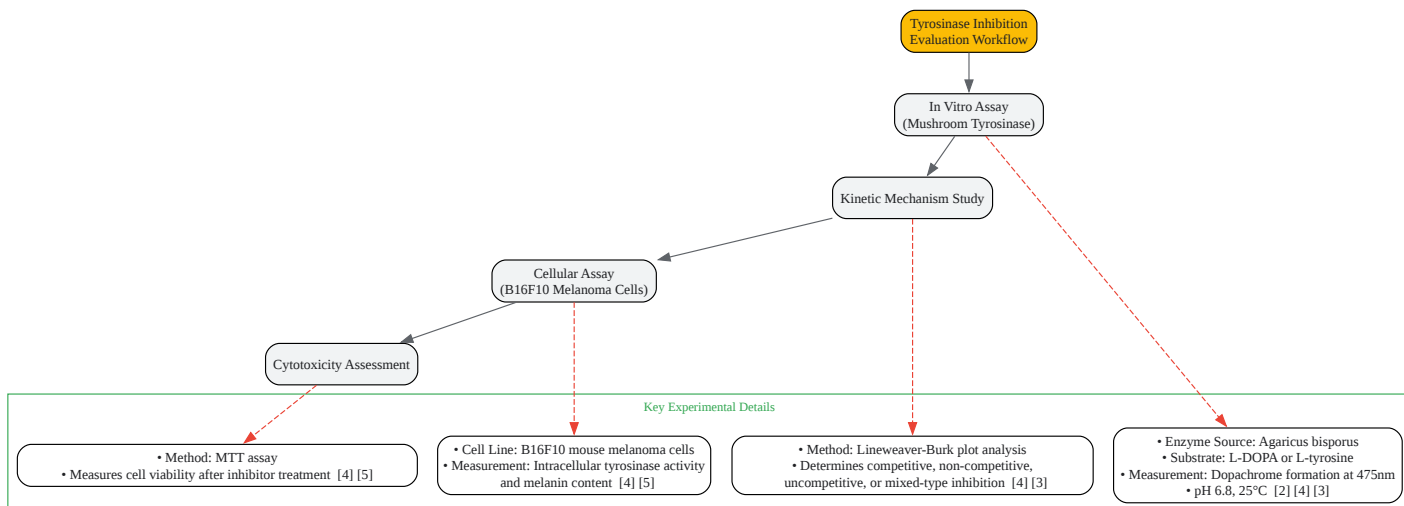 Tyrosinase Inhibition
Evaluation Workflow
In Vitro Assay
(Mushroom Tyrosinase)
Kinetic Mechanism Study
Cellular Assay
(B16F10 Melanoma Cells)
Cytotoxicity Assessment
Key Experimental Details
• Method: MTT assay
• Measures cell viability after inhibitor treatment [4] [5]
• Cell Line: B16F10 mouse melanoma cells
• Measurement: Intracellular tyrosinase activity
and melanin content [4] [5]
• Method: Lineweaver-Burk plot analysis
• Determines competitive, non-competitive,
uncompetitive, or mixed-type inhibition [4] [3]
• Enzyme Source: Agaricus bisporus
• Substrate: L-DOPA or L-tyrosine
• Measurement: Dopachrome formation at 475nm
• pH 6.8, 25°C [2] [4] [3]